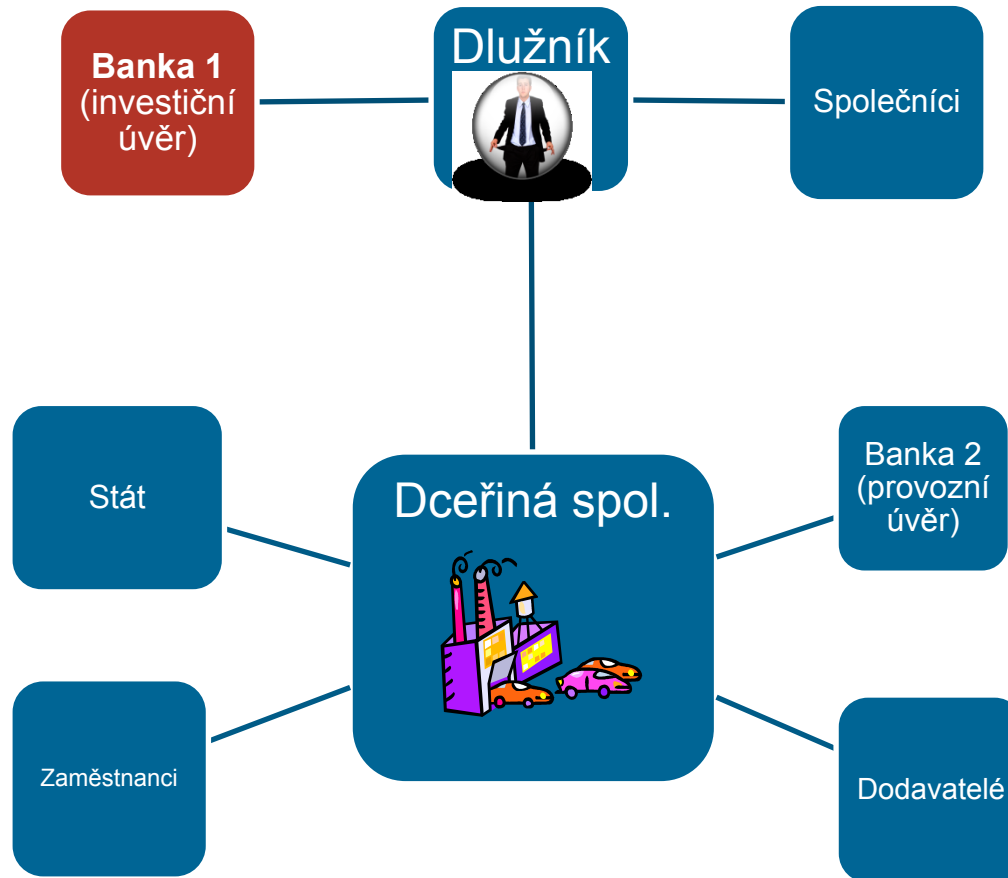 Banka 1
(investiční
úvěr)
Dlužník
Společníci
Stát
Dceřiná spol.
Banka 2
(provozní
úvěr)
Zaměstnanci
Dodavatelé